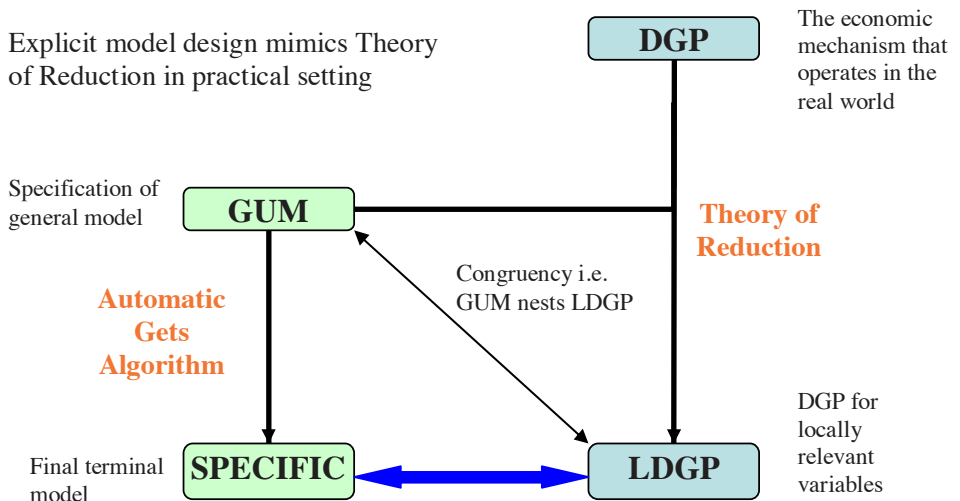 Explicit model design mimics Theory
of Reduction in practical setting
DGP
The economic
mechanism that
operates in the
real world
Specification of
general model
GUM
Theory of
Reduction
Congruency i.e.
GUM nests LDGP
Automatic
Gets
Algorithm
DGP for
locally
relevant
variables
Final terminal
model
SPECIFIC
LDGP